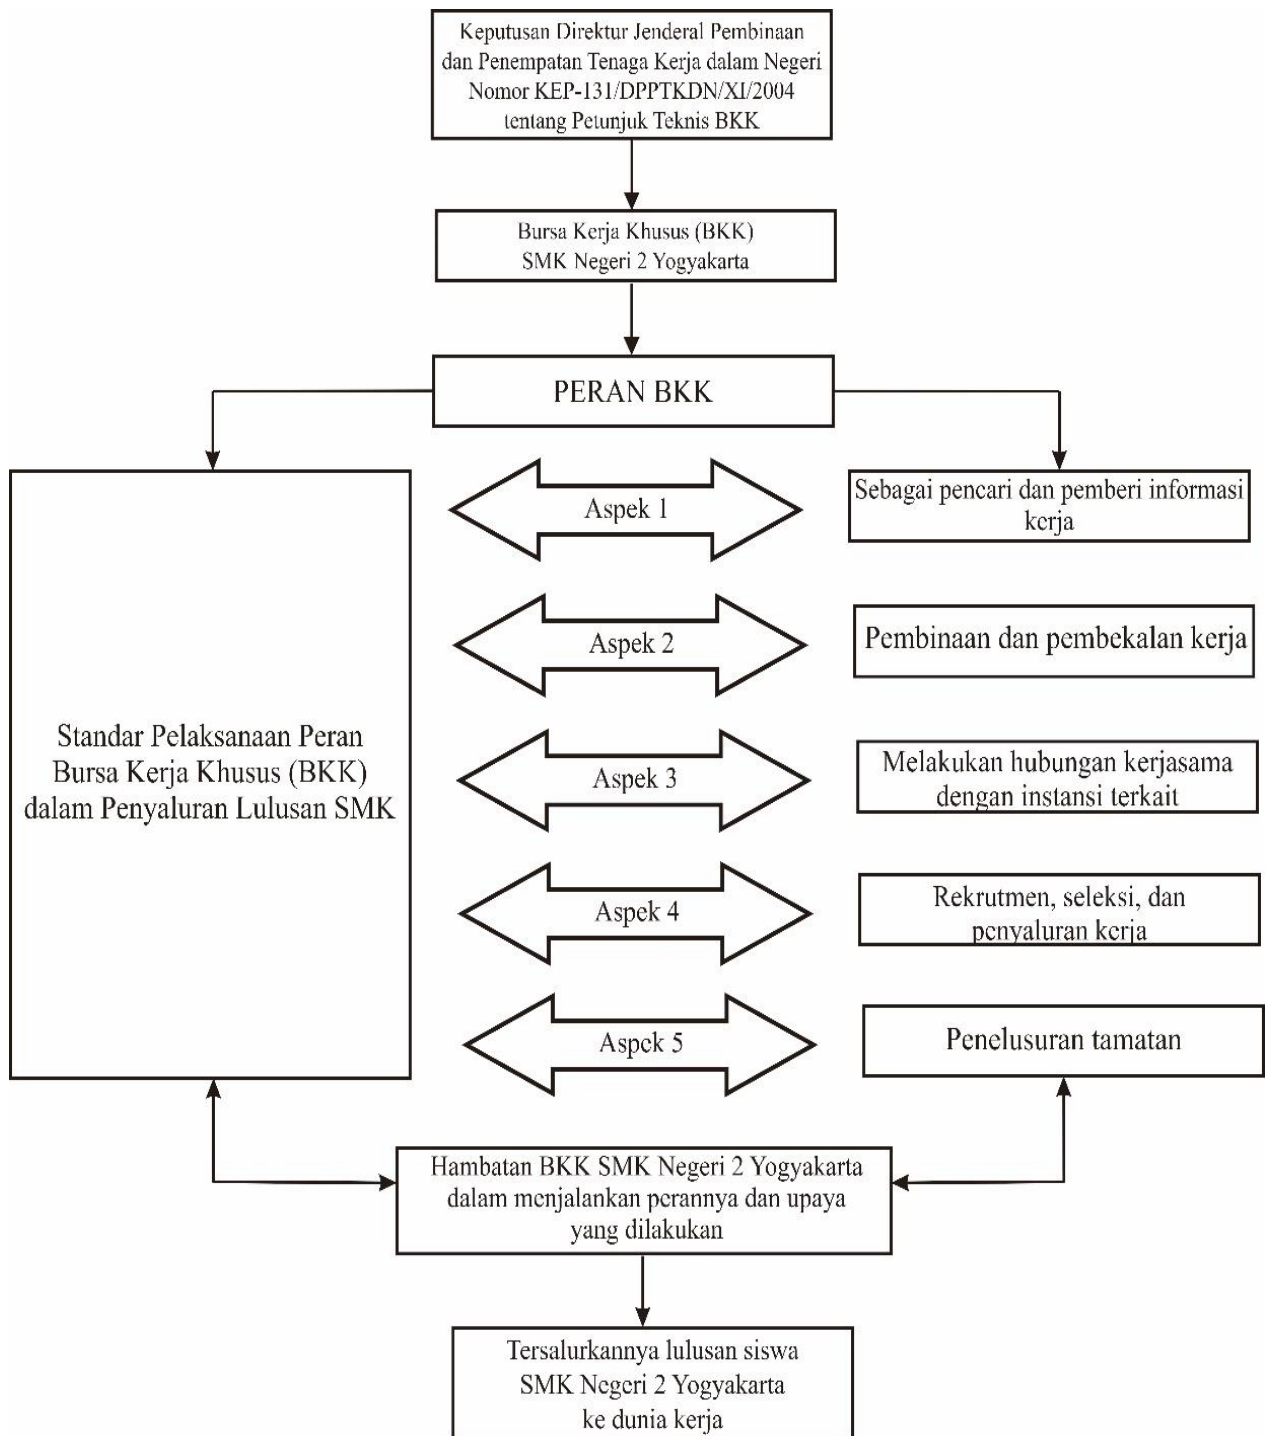 Keputusan Direktur Jenderal Pembinaan
dan Penempatan Tenaga Kerja dalam Negeri
Nomor KEP-131/DPPTKDN/XI/2004
tentang Petunjuk Teknis BKK
Bursa Kerja Khusus (BKK)
SMK Negeri 2 Yogyakarta
PERAN BKK
Standar Pelaksanaan Peran
Bursa Kerja Khusus (BKK)
dalam Penyaluran Lulusan SMK
Aspek 1
Sebagai pencari dan pemberi informasi
kerja
Aspek 2
Pembinaan dan pembekalan kerja
Aspek 3
Melakukan hubungan kerjasama
dengan instansi terkait
Aspek 4
Rekrutmen, seleksi, dan
penyaluran kerja
Aspek 5
Penelusuran tamatan
Hambatan BKK SMK Negeri 2 Yogyakarta
dalam menjalankan perannya dan upaya
yang dilakukan
Tersalurkannya lulusan siswa
SMK Negeri 2 Yogyakarta
ke dunia kerja